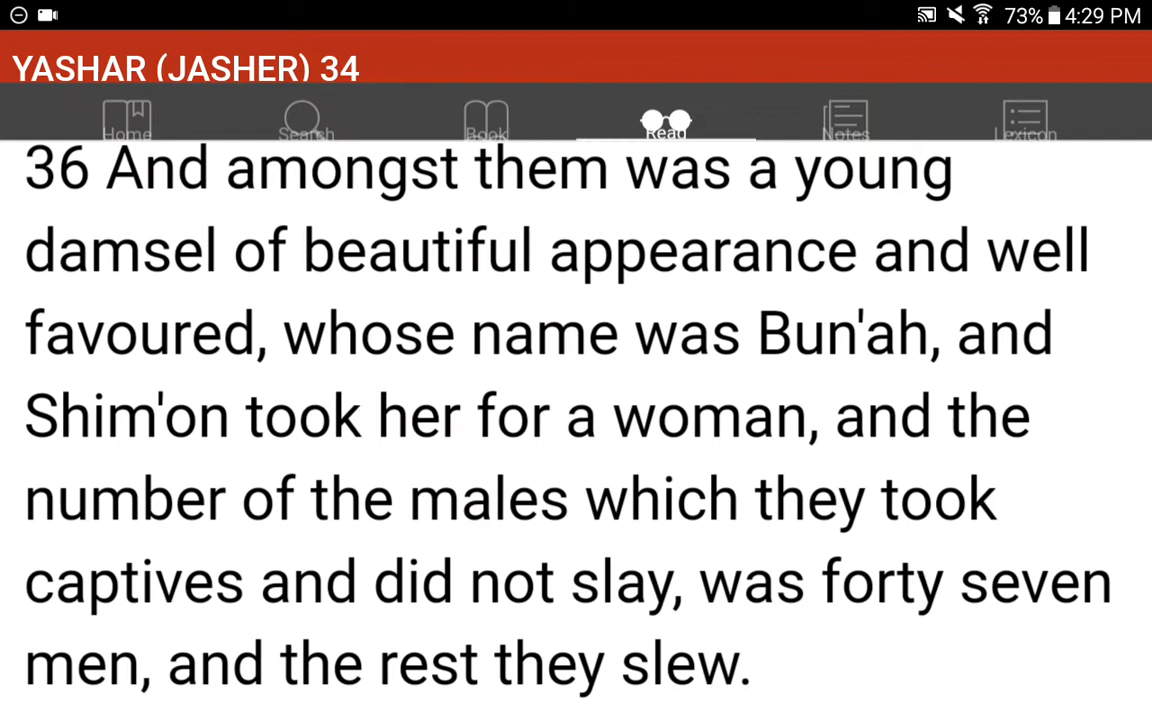 73% 4:29 PM
YASHAR (JASHER) 34
Home Search Book Read Notes Lexicon
36 And amongst them was a young
damsel of beautiful appearance and well
favoured, whose name was Bun'ah, and
Shim'on took her for a woman, and the
number of the males which they took
captives and did not slay, was forty seven
men, and the rest they slew.